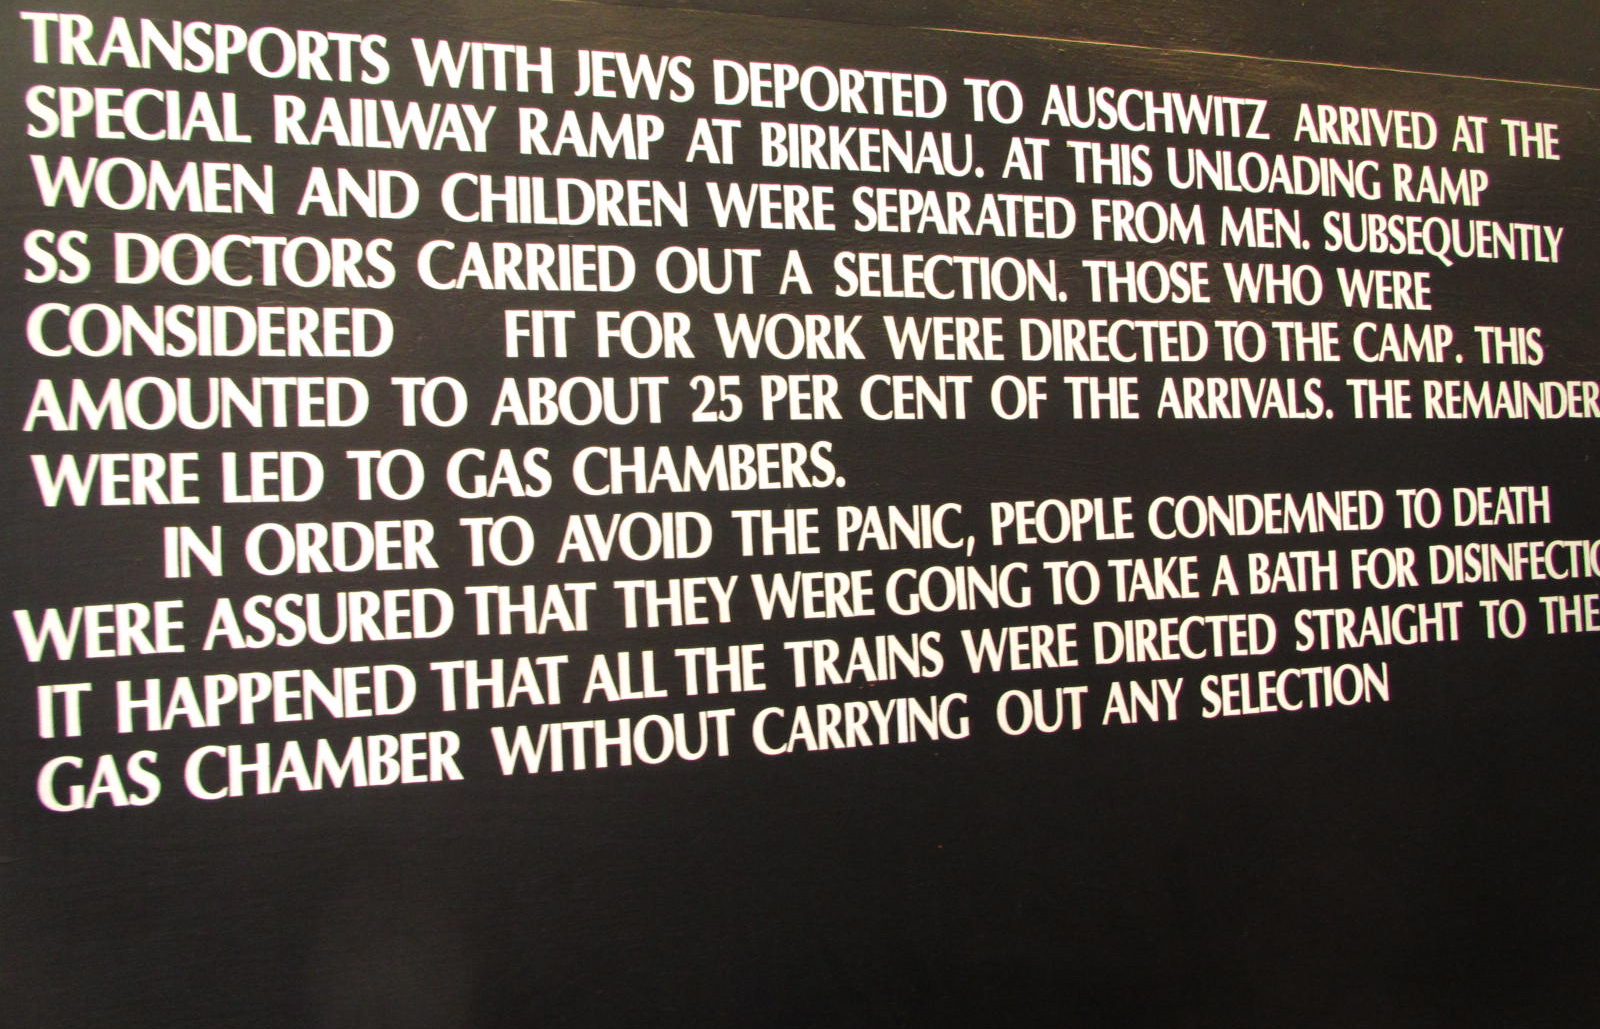 TRANSPORTS WITH JEWS DEPORTED TO AUSCHWITZ ARRIVED AT THE
SPECIAL RAILWAY RAMP AT BIRKENAU. AT THIS UNLOADING RAMP
WOMEN AND CHILDREN WERE SEPARATED FROM MEN. SUBSEQUENTLY
SS DOCTORS CARRIED OUT A SELECTION. THOSE WHO WERE
CONSIDERED FIT FOR WORK WERE DIRECTED TO THE CAMP. THIS
AMOUNTED TO ABOUT 25 PER CENT OF THE ARRIVALS. THE REMAINDER
WERE LED TO GAS CHAMBERS.
IN ORDER TO AVOID THE PANIC, PEOPLE CONDEMNED TO DEATH
WERE ASSURED THAT THEY WERE GOING TO TAKE A BATH FOR DISINFECTIO
IT HAPPENED THAT ALL THE TRAINS WERE DIRECTED STRAIGHT TO THE
GAS CHAMBER WITHOUT CARRYING OUT ANY SELECTION